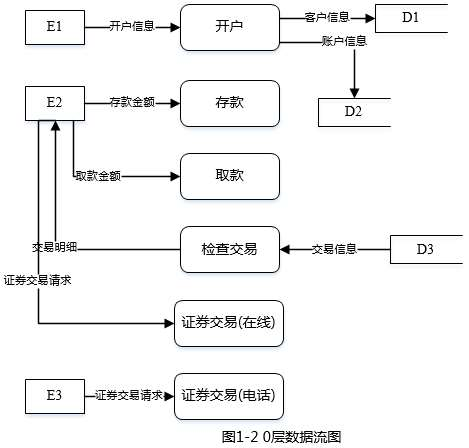 E1
开户信息
开户
客户信息
D1
账户信息
D2
E2
存款金额
存款
取款金额
取款
交易明细
检查交易
交易信息
D3
证券交易请求
证券交易(在线)
E3
证券交易请求
证券交易(电话)
图1-2 0层数据流图